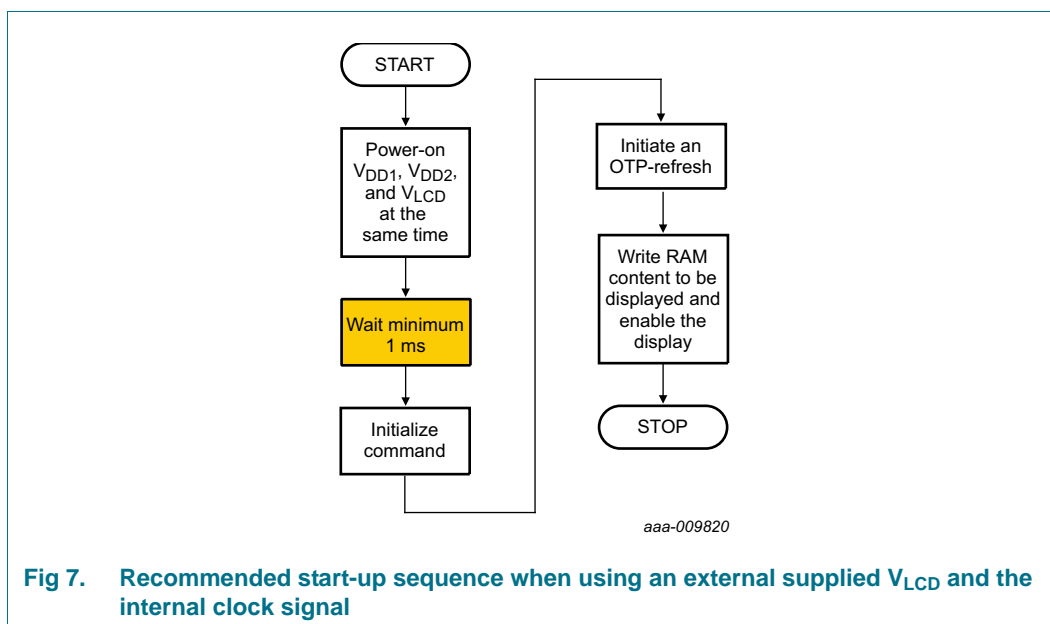 START
Power-on
VDD1, VDD2,
and VLCD
at the
same time
Wait minimum
1 ms
Initialize
command
Initiate an
OTP-refresh
Write RAM
content to be
displayed and
enable the
display
STOP
aaa-009820
Fig 7. Recommended start-up sequence when using an external supplied VLCD and the
internal clock signal